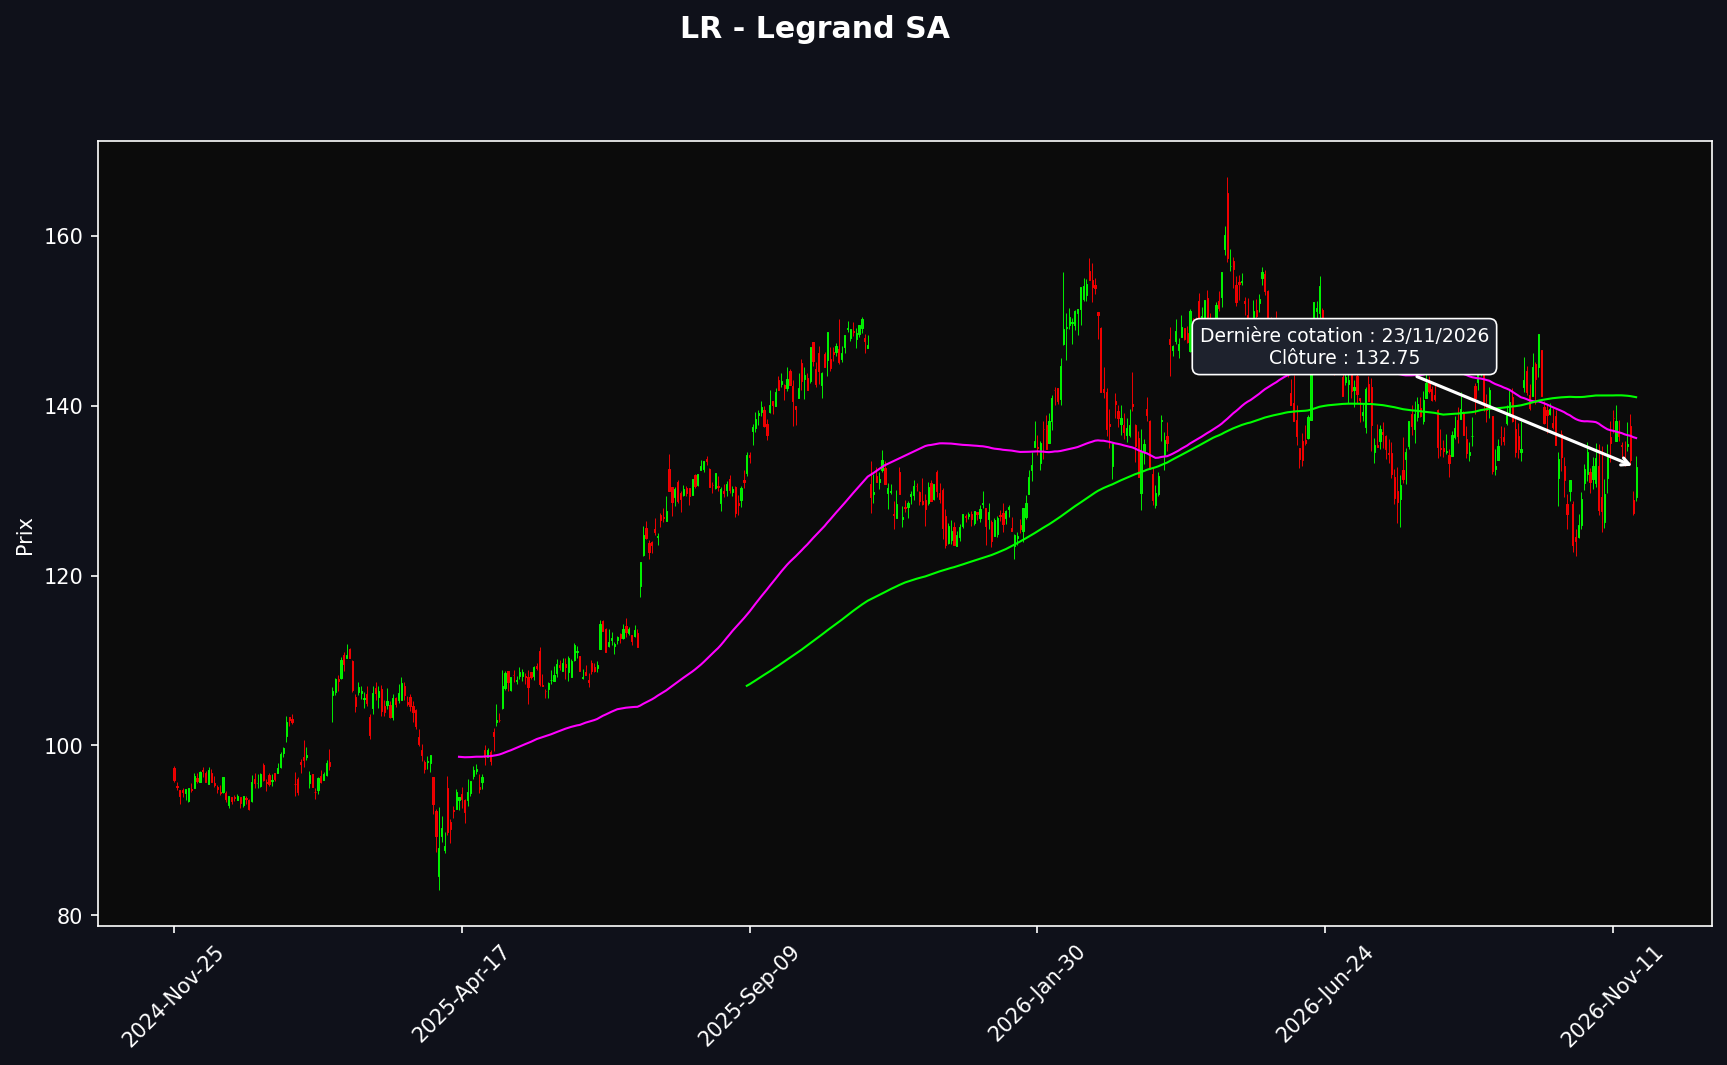 LR - Legrand SA
Prix
160
140
120
100
80
Dernière cotation : 23/11/2026
Clôture : 132.75
2024-Nov-25
2025-Apr-17
2025-Sep-09
2026-Jan-30
2026-Jun-24
2026-Nov-11